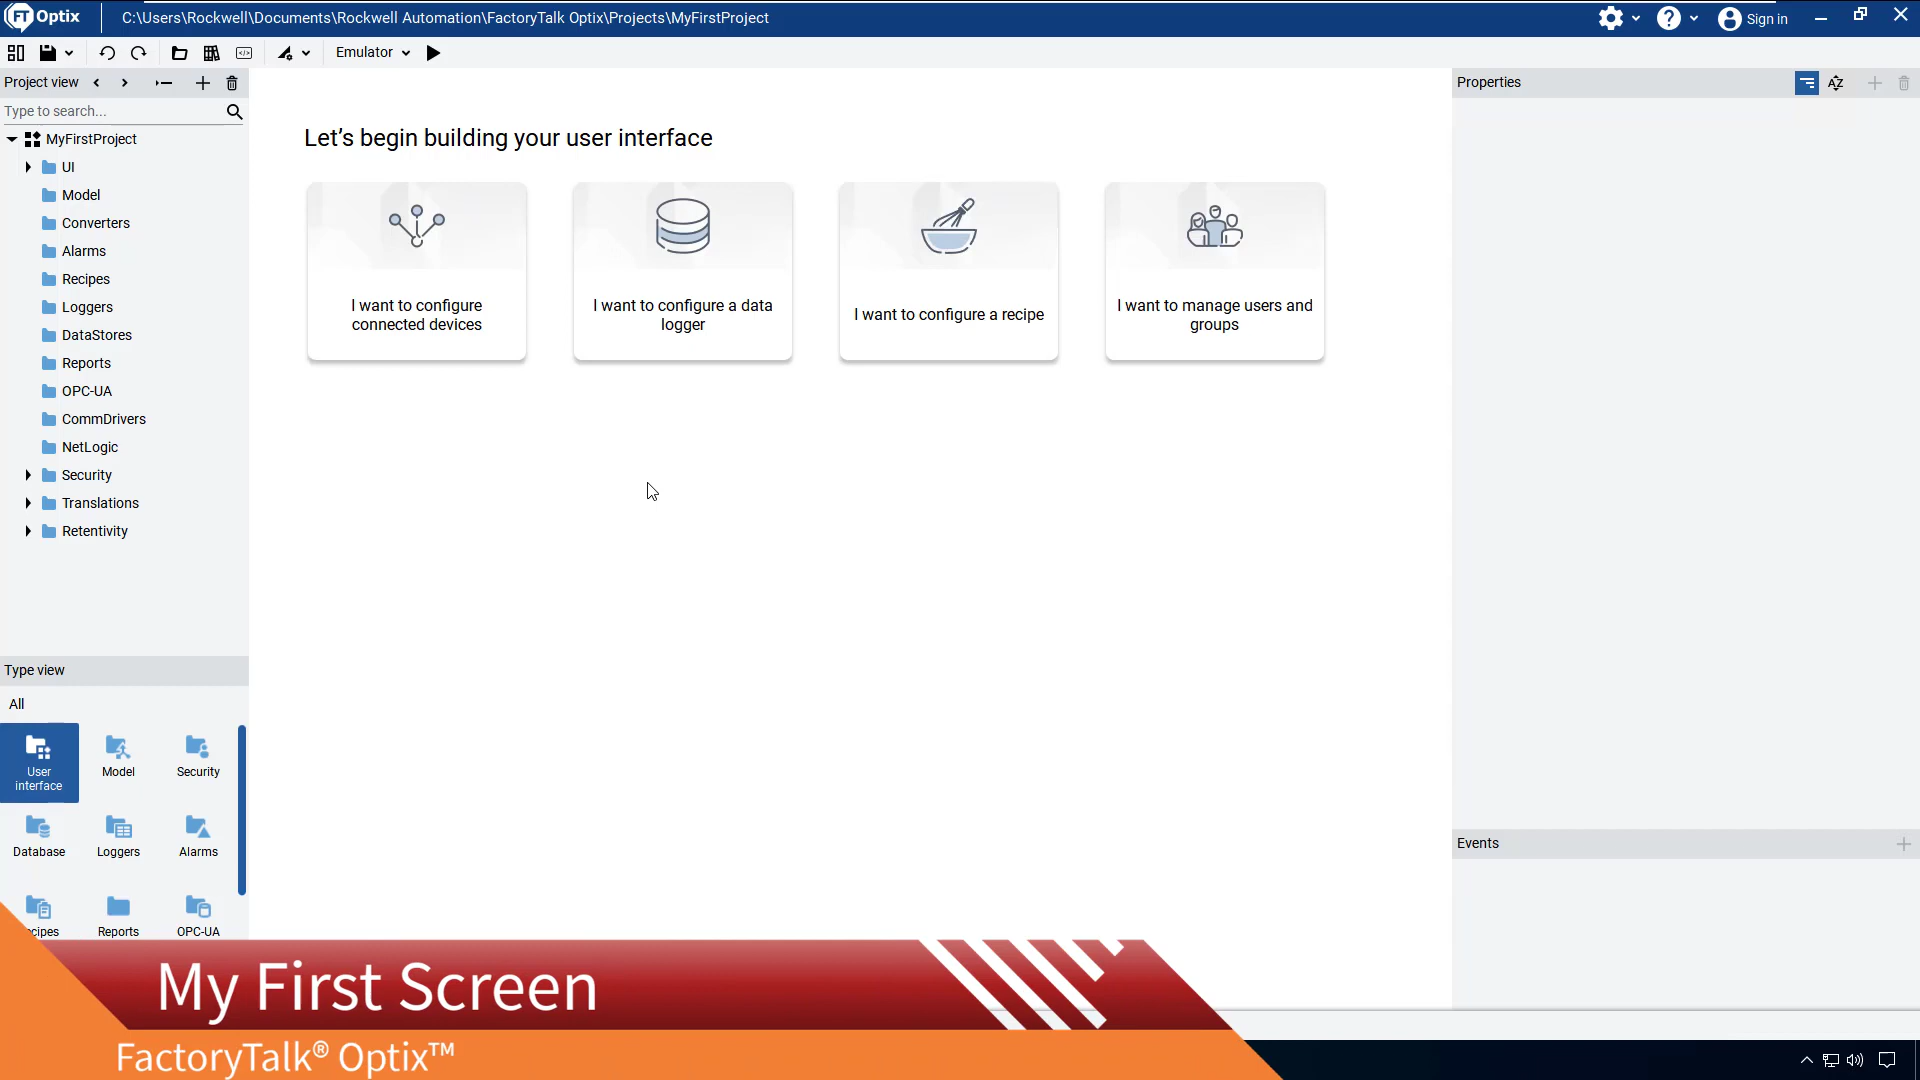 FT Optix
C:\Users\Rockwell\Documents\Rockwell Automation\FactoryTalk Optix\Projects\MyFirstProject
Sign in
Emulator
Project view
Type to search...
MyFirstProject
UI
Model
Converters
Alarms
Recipes
Loggers
DataStores
Reports
OPC-UA
CommDrivers
NetLogic
Security
Translations
Retentivity
Let’s begin building your user interface
I want to configure
connected devices
I want to configure a data
logger
I want to configure a recipe
I want to manage users and
groups
Properties
Events
Type view
All
User
interface
Model
Security
Database
Loggers
Alarms
cipes
Reports
OPC-UA
My First Screen
FactoryTalk® Optix™